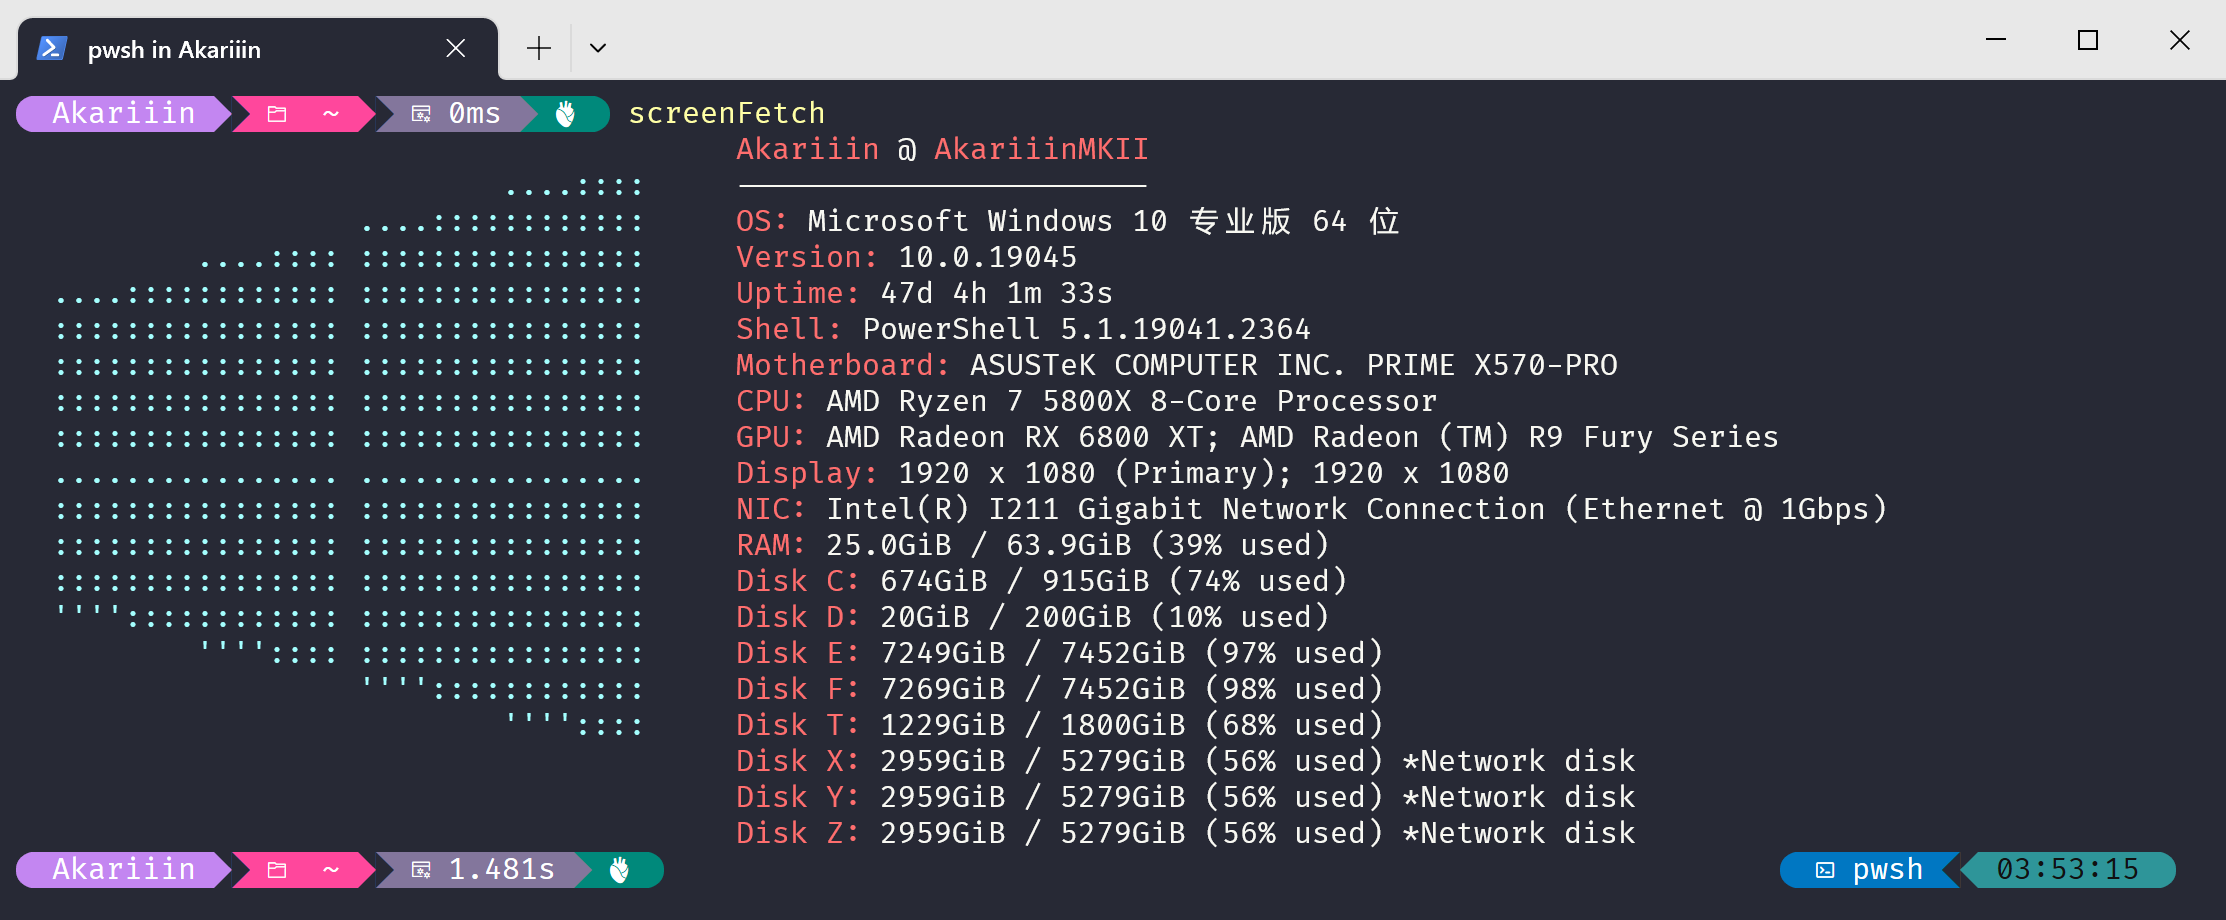 pwsh in Akariiin
Akariiin ~ 0ms screenFetch
Akariiin @ AkariiinMKII
OS: Microsoft Windows 10 专业版 64 位
Version: 10.0.19045
Uptime: 47d 4h 1m 33s
Shell: PowerShell 5.1.19041.2364
Motherboard: ASUSTeK COMPUTER INC. PRIME X570-PRO
CPU: AMD Ryzen 7 5800X 8-Core Processor
GPU: AMD Radeon RX 6800 XT; AMD Radeon (TM) R9 Fury Series
Display: 1920 x 1080 (Primary); 1920 x 1080
NIC: Intel(R) I211 Gigabit Network Connection (Ethernet @ 1Gbps)
RAM: 25.0GiB / 63.9GiB (39% used)
Disk C: 674GiB / 915GiB (74% used)
Disk D: 20GiB / 200GiB (10% used)
Disk E: 7249GiB / 7452GiB (97% used)
Disk F: 7269GiB / 7452GiB (98% used)
Disk T: 1229GiB / 1800GiB (68% used)
Disk X: 2959GiB / 5279GiB (56% used) *Network disk
Disk Y: 2959GiB / 5279GiB (56% used) *Network disk
Disk Z: 2959GiB / 5279GiB (56% used) *Network disk
Akariiin ~ 1.481s pwsh 03:53:15